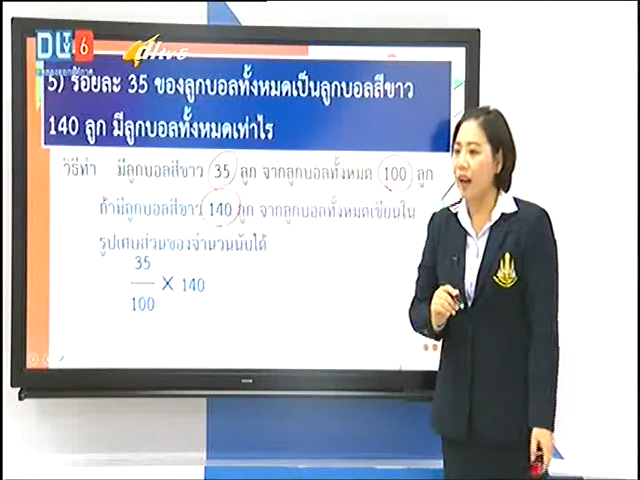 5) ร้อยละ 35 ของลูกบอลทั้งหมดเป็นลูกบอลสีขาว
140 ลูก มีลูกบอลทั้งหมดเท่าไร
วิธีทำ มีลูกบอลสีขาว 35 ลูก จากลูกบอลทั้งหมด 100 ลูก
ถ้ามีลูกบอลสีขาว 140 ลูก จากลูกบอลทั้งหมดเขียนใน
รูปเศษส่วนของจำนวนนับได้
35
100
X 140